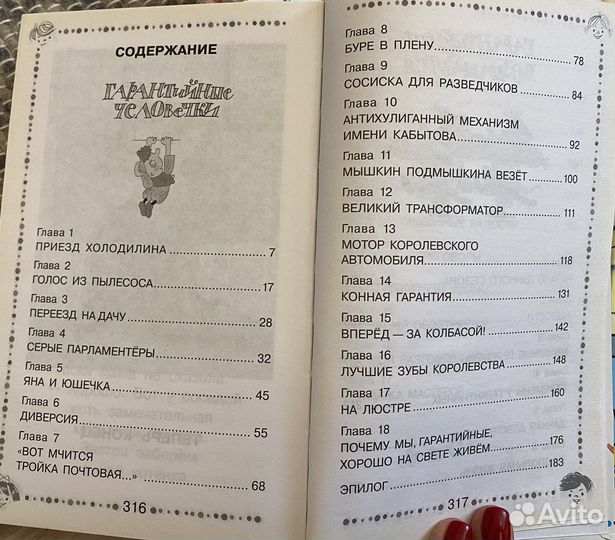 СОДЕРЖАНИЕ
ГАРАНТИЙНЫЕ
ЧЕЛОВЕЧКИ
Глава 1
ПРИЕЗД ХОЛОДИЛИНА 7
Глава 2
ГОЛОС ИЗ ПЫЛЕСОСА 17
Глава 3
ПЕРЕЕЗД НА ДАЧУ 28
Глава 4
СЕРЫЕ ПАРЛАМЕНТЁРЫ 32
Глава 5
ЯНА И ЮШЕЧКА 45
Глава 6
ДИВЕРСИЯ 55
Глава 7
«ВОТ МЧИТСЯ
ТРОЙКА ПОЧТОВАЯ...» 68
316
Глава 8
БУРЕ В ПЛЕНУ 78
Глава 9
СОСИСКА ДЛЯ РАЗВЕДЧИКОВ 84
Глава 10
АНТИХУЛИГАННЫЙ МЕХАНИЗМ
ИМЕНИ КАБЫТОВА 92
Глава 11
МЫШКИН ПОДМЫШКИНА ВЕЗЁТ 100
Глава 12
ВЕЛИКИЙ ТРАНСФОРМАТОР 111
Глава 13
МОТОР КОРОЛЕВСКОГО
АВТОМОБИЛЯ 118
Глава 14
КОННАЯ ГАРАНТИЯ 131
Глава 15
ВПЕРЁД — ЗА КОЛБАСОЙ! 142
Глава 16
ЛУЧШИЕ ЗУБЫ КОРОЛЕВСТВА 148
Глава 17
НА ЛЮСТРЕ 160
Глава 18
ПОЧЕМУ МЫ, ГАРАНТИЙНЫЕ,
ХОРОШО НА СВЕТЕ ЖИВЁМ 176
ЭПИЛОГ 183
317
Avito